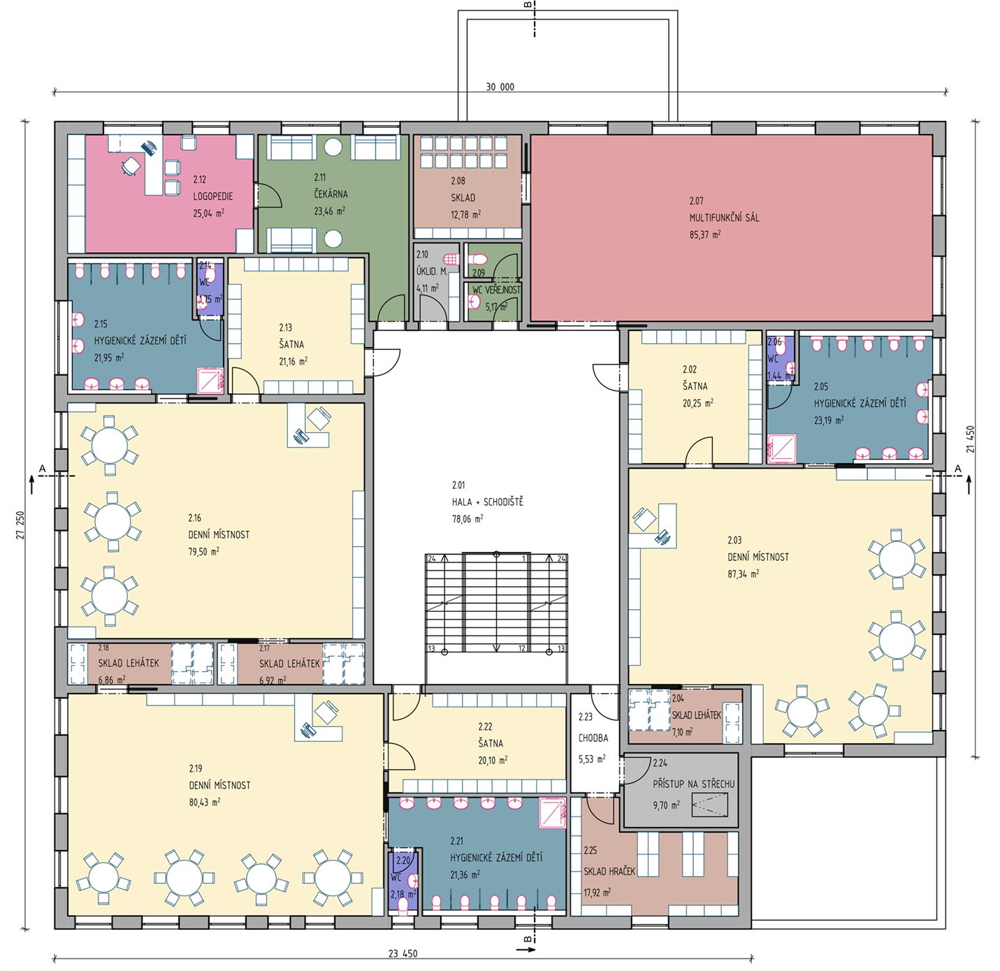 B
30 000
2.12
LOGOPEDIE
25,04 m²
2.11
ČEKÁRNA
23,46 m²
2.08
SKLAD
12,78 m²
2.07
MULTIFUNKČNÍ SÁL
85,37 m²
2.14
WC
1,75 m²
2.10
ÚKLID. M.
4,11 m²
2.09
WC VEŘEJNOST
5,17 m²
2.15
HYGIENICKÉ ZÁZEMÍ DĚTÍ
21,95 m²
2.13
ŠATNA
21,16 m²
2.02
ŠATNA
20,25 m²
2.06
WC
1,44 m²
2.05
HYGIENICKÉ ZÁZEMÍ DĚTÍ
23,19 m²
21 450
A
A
2.01
HALA + SCHODIŠTĚ
78,06 m²
27 250
2.16
DENNÍ MÍSTNOST
79,50 m²
2.03
DENNÍ MÍSTNOST
87,34 m²
24
1
24
13
12
13
2.18
SKLAD LEHÁTEK
6,86 m²
2.17
SKLAD LEHÁTEK
6,92 m²
2.04
SKLAD LEHÁTEK
7,10 m²
2.19
DENNÍ MÍSTNOST
80,43 m²
2.22
ŠATNA
20,10 m²
2.23
CHODBA
5,53 m²
2.24
PŘÍSTUP NA STŘECHU
9,70 m²
2.21
HYGIENICKÉ ZÁZEMÍ DĚTÍ
21,36 m²
2.20
WC
2,18 m²
2.25
SKLAD HRAČEK
17,92 m²
B
23 450